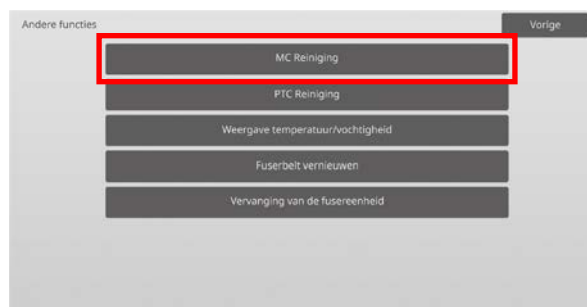 Andere functies
Vorige
MC Reiniging
PTC Reiniging
Weergave temperatuur/vochtigheid
Fuserbelt vernieuwen
Vervanging van de fusereenheid